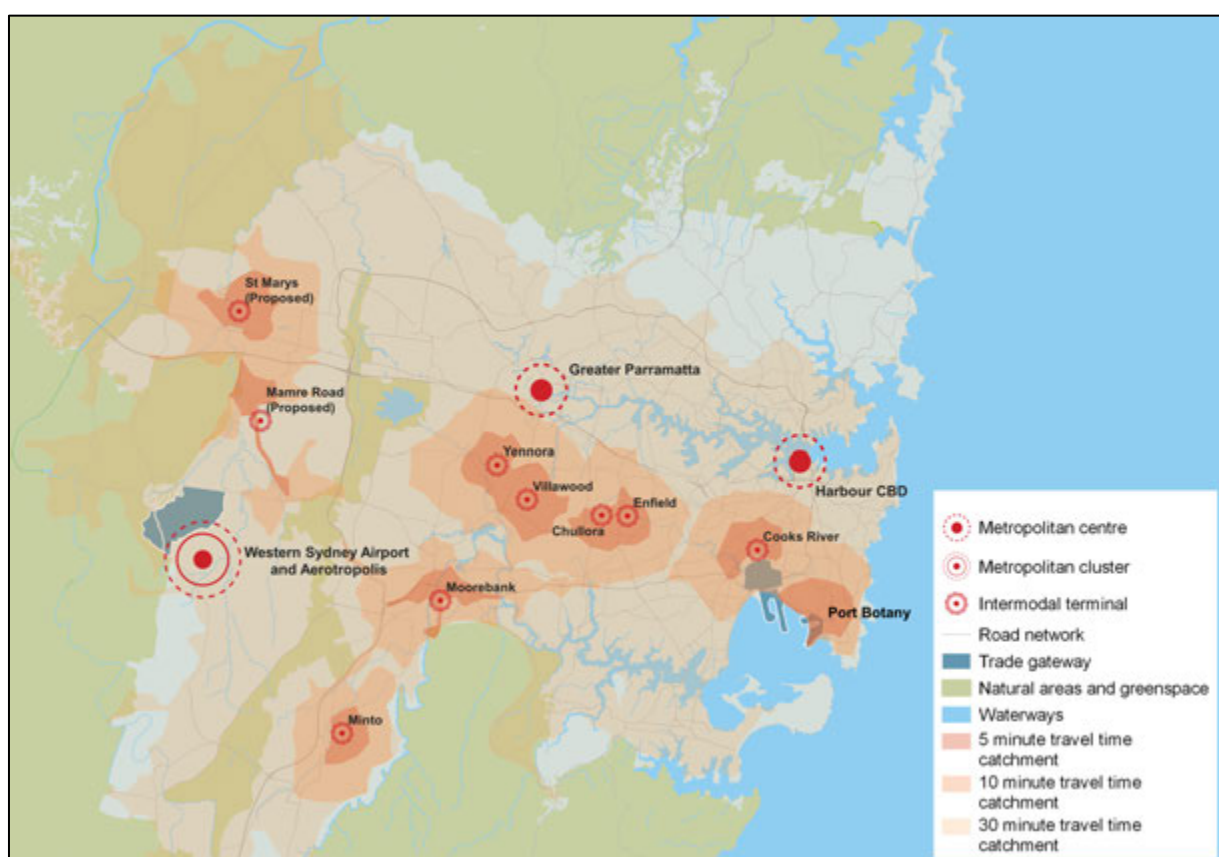 St Marys
(Proposed)
Greater Parramatta
Mamre Road
(Proposed)
Yennora
Harbour CBD
Villawood
Enfield
Chullora
Cooks River
Western Sydney Airport
and Aerotropolis
Moorebank
Port Botany
Minto
Metropolitan centre
Metropolitan cluster
Intermodal terminal
Road network
Trade gateway
Natural areas and greenspace
Waterways
5 minute travel time
catchment
10 minute travel time
catchment
30 minute travel time
catchment